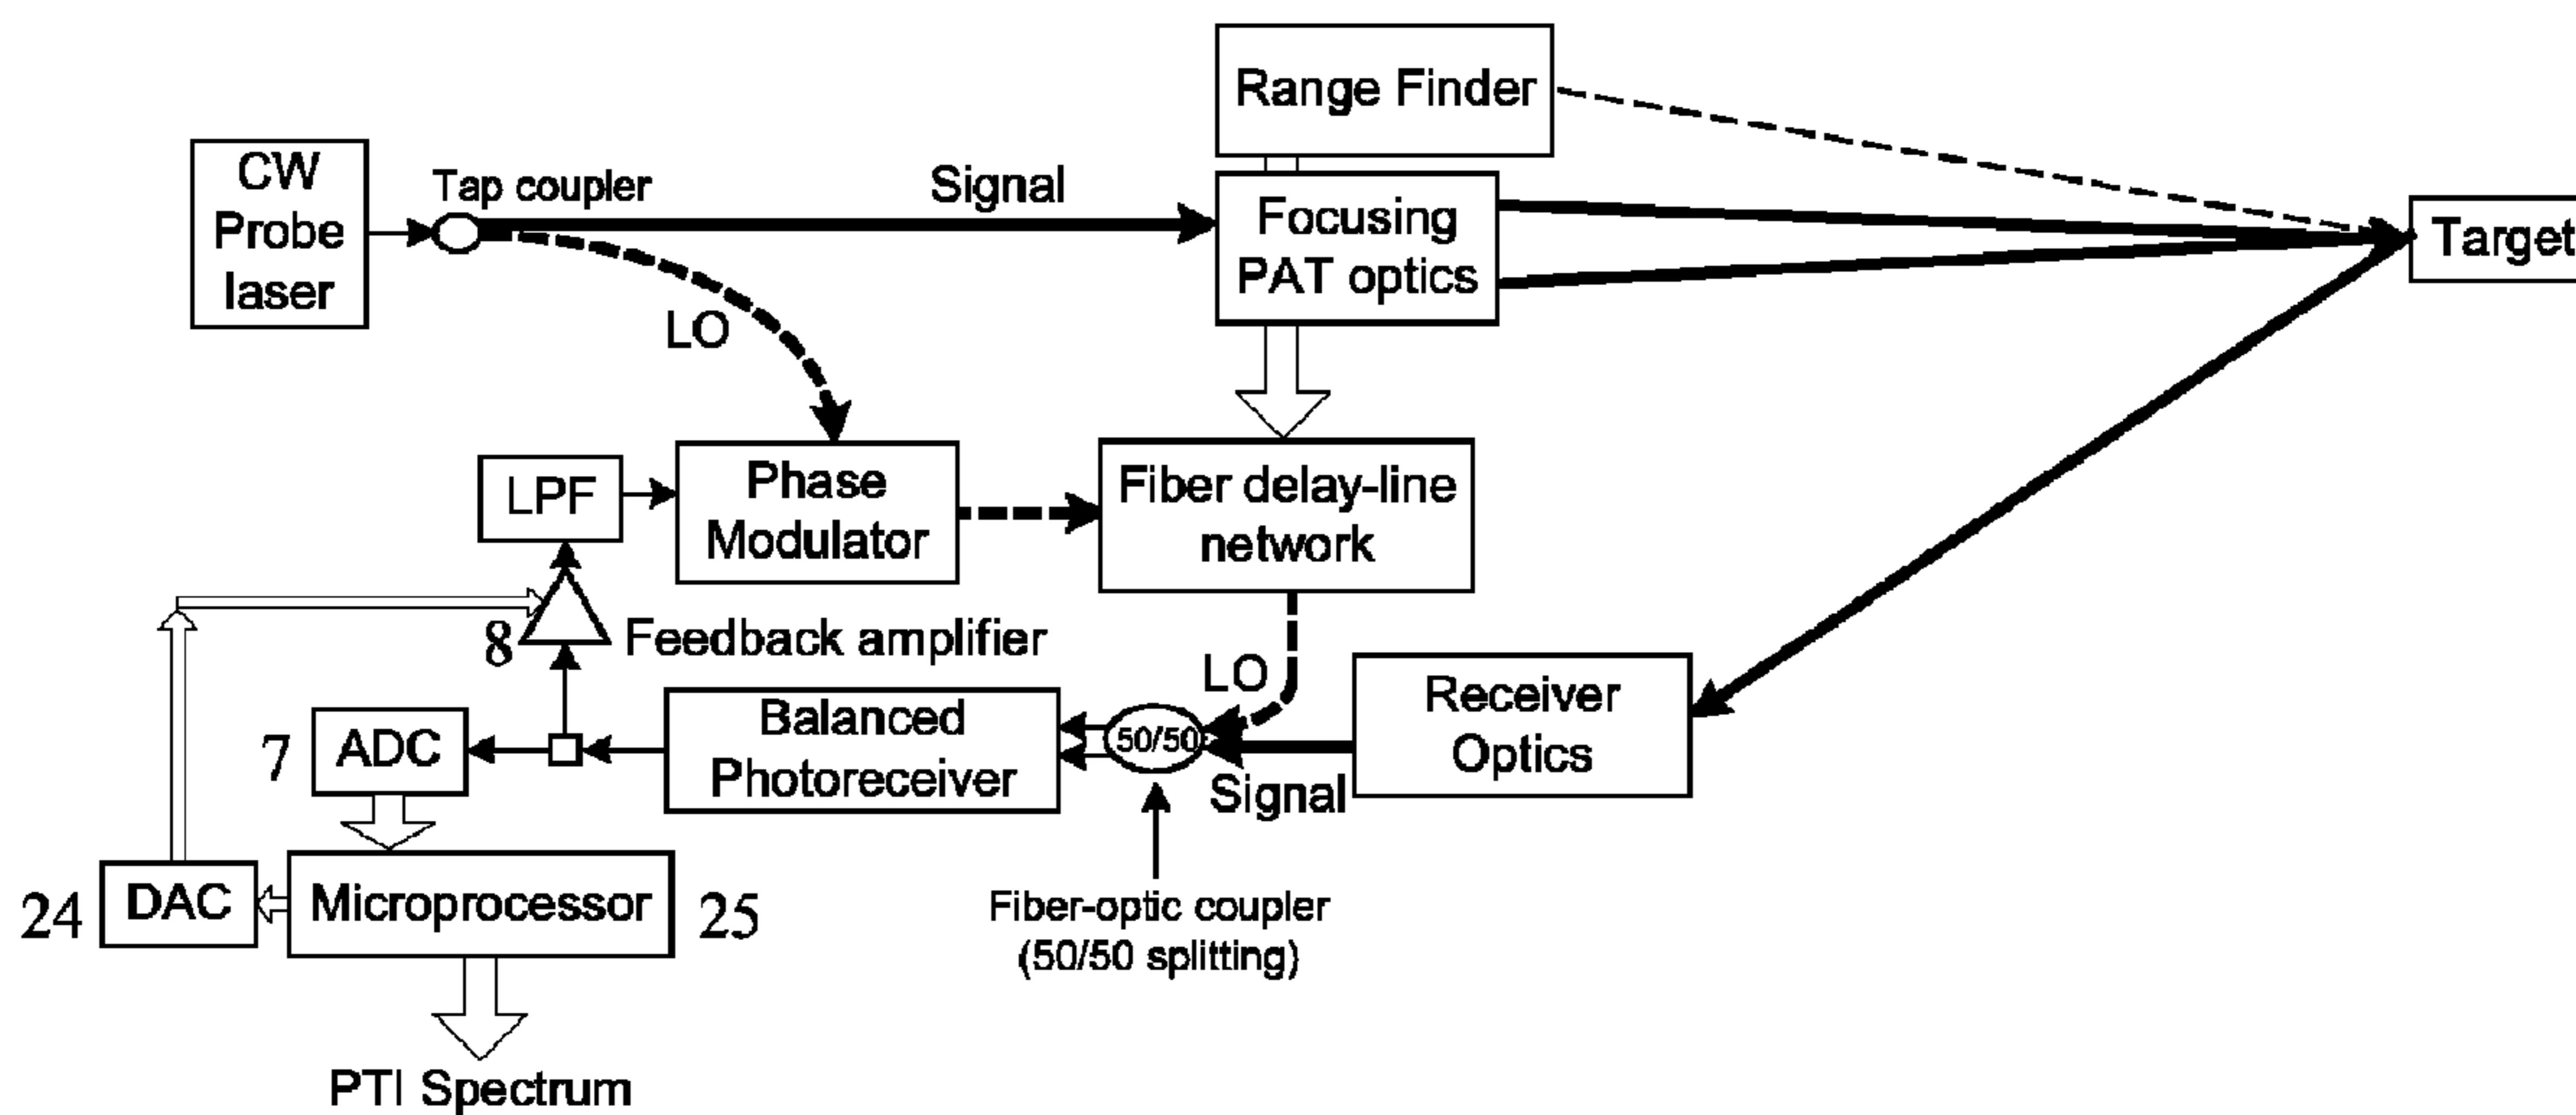 Range Finder
CW
Probe
laser
Tap coupler
Signal
Focusing
PAT optics
Target
LO
LPF
Phase
Modulator
Fiber delay-line
network
8
Feedback amplifier
LO
Receiver
Optics
7
ADC
Balanced
Photoreceiver
50/50
Signal
24
DAC
Microprocessor
25
Fiber-optic coupler
(50/50 splitting)
PTI Spectrum